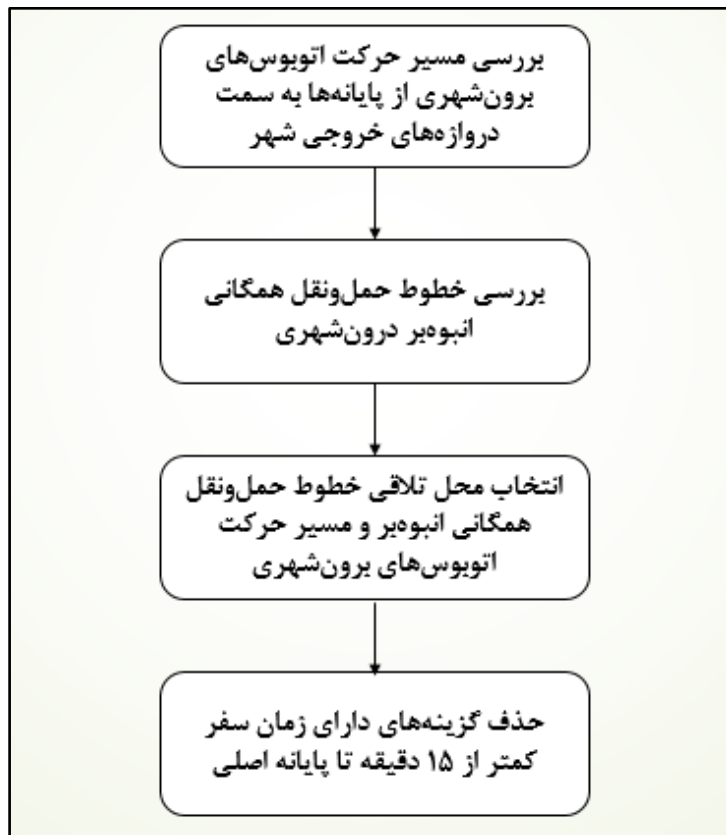 بررسی مسیر حرکت اتوبوس‌های
برون‌شهری از پایانه‌ها به سمت
دروازه‌های خروجی شهر
بررسی خطوط حمل‌ونقل همگانی
انبوه‌بر درون‌شهری
انتخاب محل تلاقی خطوط حمل‌ونقل
همگانی انبوه‌بر و مسیر حرکت
اتوبوس‌های برون‌شهری
حذف گزینه‌های دارای زمان سفر
کمتر از ۱۵ دقیقه تا پایانه اصلی